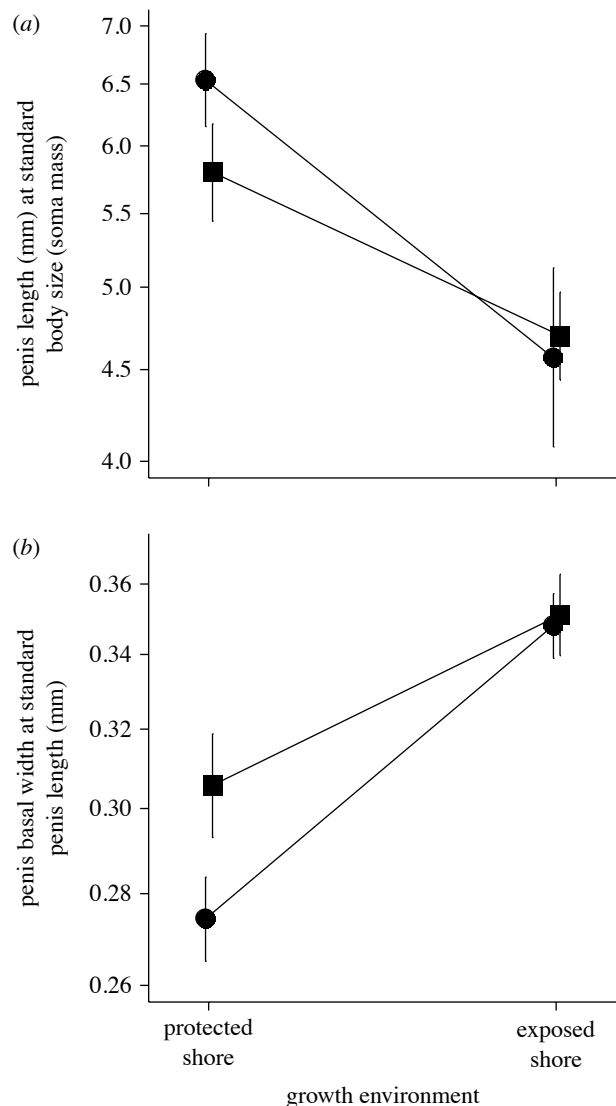 (a)
7.0
6.5
6.0
5.5
5.0
4.5
4.0
penis length (mm) at standard
body size (soma mass)
(b)
0.36
0.34
0.32
0.30
0.28
0.26
penis basal width at standard
penis length (mm)
protected
shore
exposed
shore
growth environment